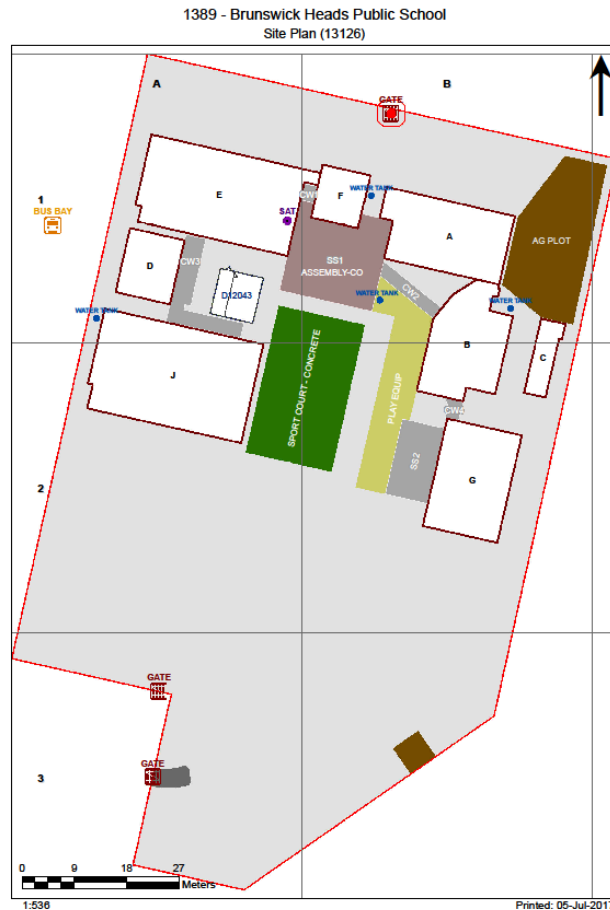 1389 - Brunswick Heads Public School
Site Plan (13126)
A
B
GATE
1
BUS BAY
E
CW1
F
WATER TANK
SAT
A
AG PLOT
SS1
ASSEMBLY-CO
D
CW3
D12043
CW2
WATER TANK
WATER TANK
WATER TANK
B
C
J
SPORT COURT - CONCRETE
PLAY EQUIP
CW4
SS2
G
2
GATE
GATE
3
0 9 18 27
Meters
1:536
Printed: 05-Jul-2017